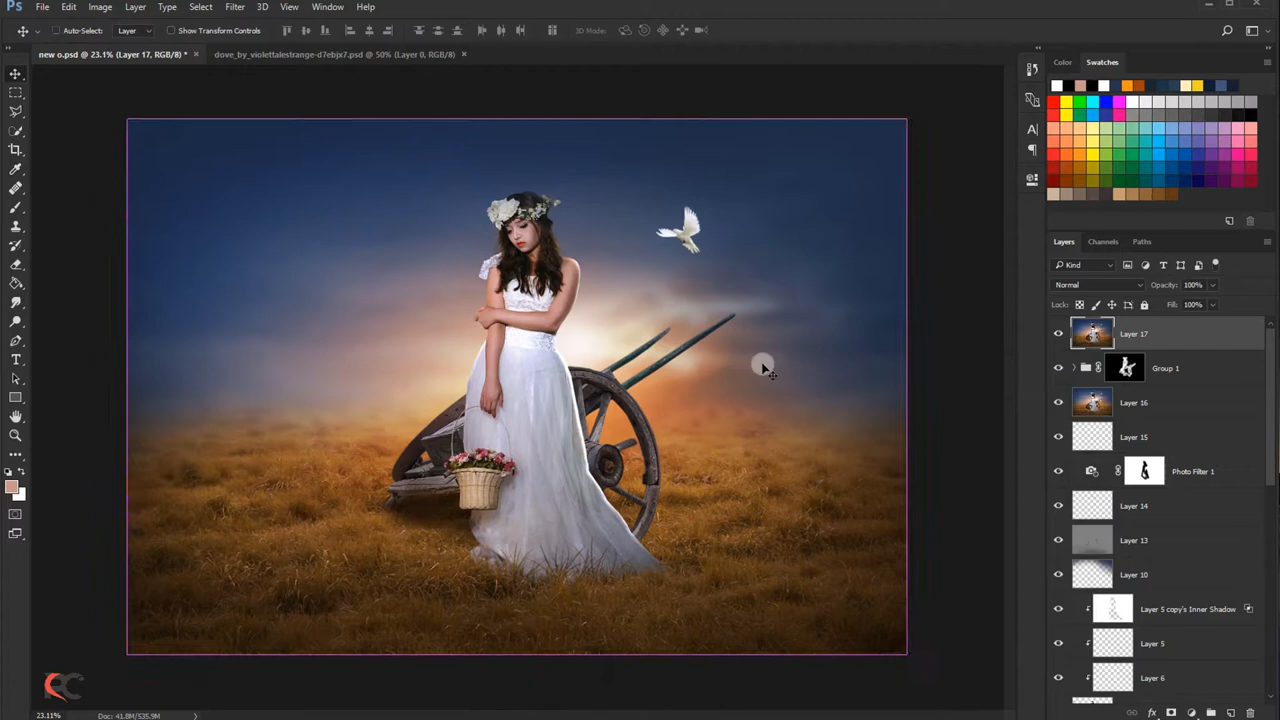 Ps File Edit Image Layer Type Select Filter 3D View Window Help
Auto-Select: Layer Show Transform Controls 3D Mode:
new o.psd @ 23.1% (Layer 17, RGB/8) * × dove_by_violettalestrange-d7ebjx7.psd @ 50% (Layer 0, RGB/8) ×
Color Swatches
Layers Channels Paths
Kind
Normal Opacity: 100%
Lock: Fill: 100%
Layer 17
Group 1
Layer 16
Layer 15
Photo Filter 1
Layer 14
Layer 13
Layer 10
Layer 5 copy's Inner Shadow
Layer 5
Layer 6
23.11% Doc: 41.8M/535.9M